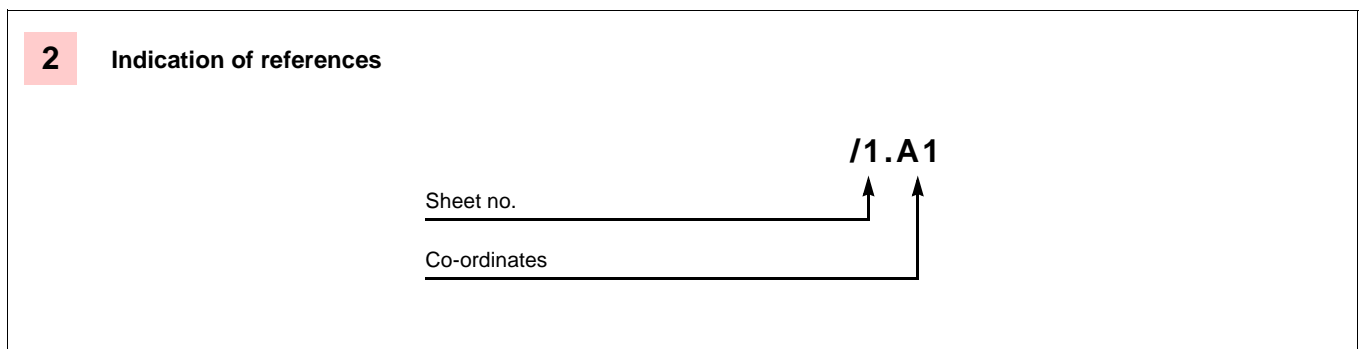 2 Indication of references
/1.A1
Sheet no.
Co-ordinates